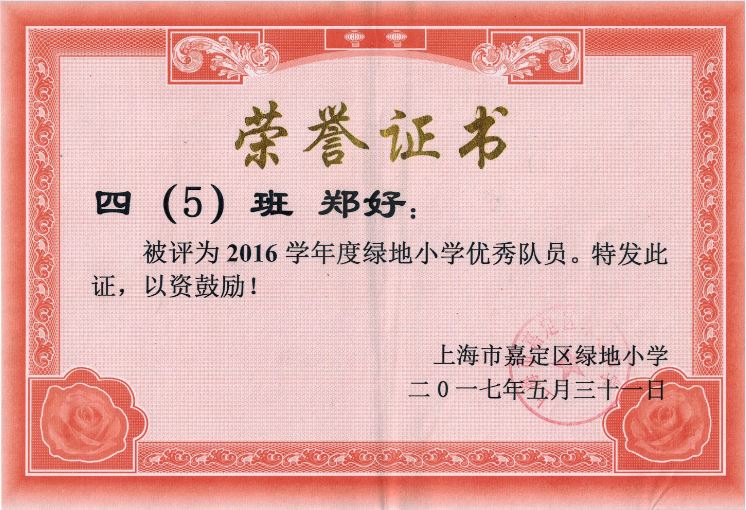 荣誉证书
四（5）班 郑好：
被评为 2016 学年度绿地小学优秀队员。特发此
证，以资鼓励！
上海市嘉定区绿地小学
二0一七年五月三十一日